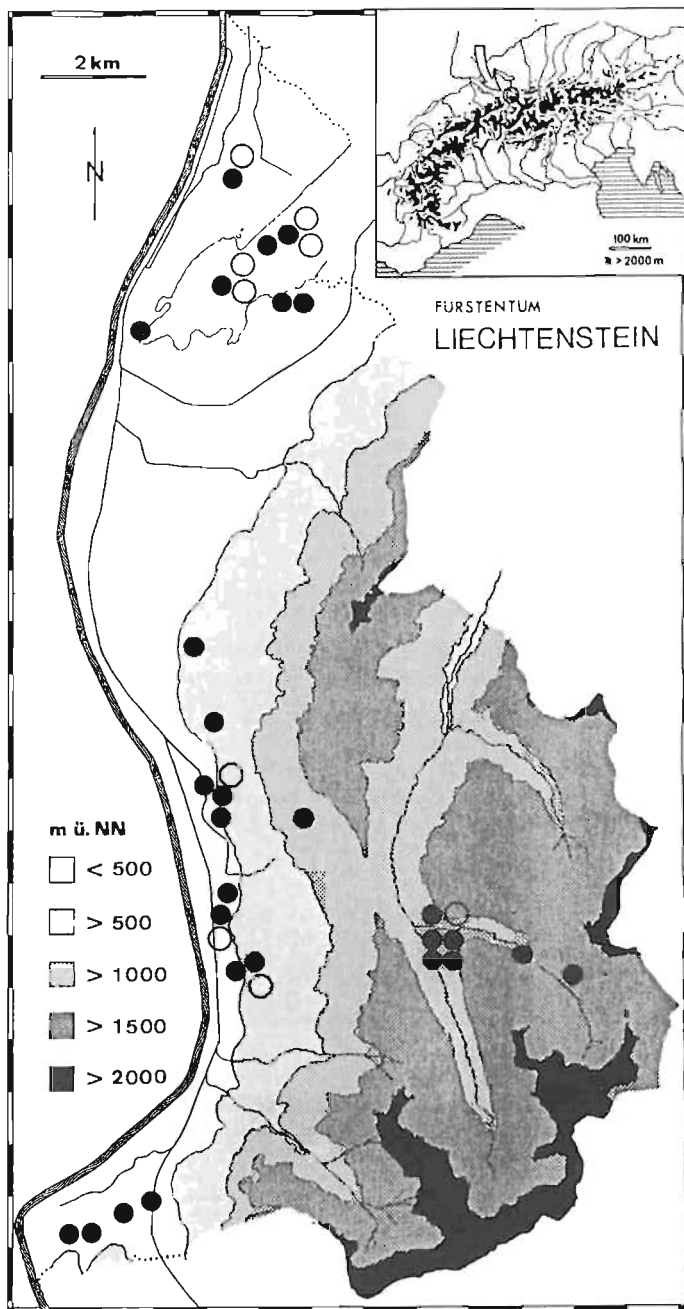 2 km
N
100 km
> 2000 m
FÜRSTENTUM
LIECHTENSTEIN
m ü. NN
< 500
> 500
> 1000
> 1500
> 2000